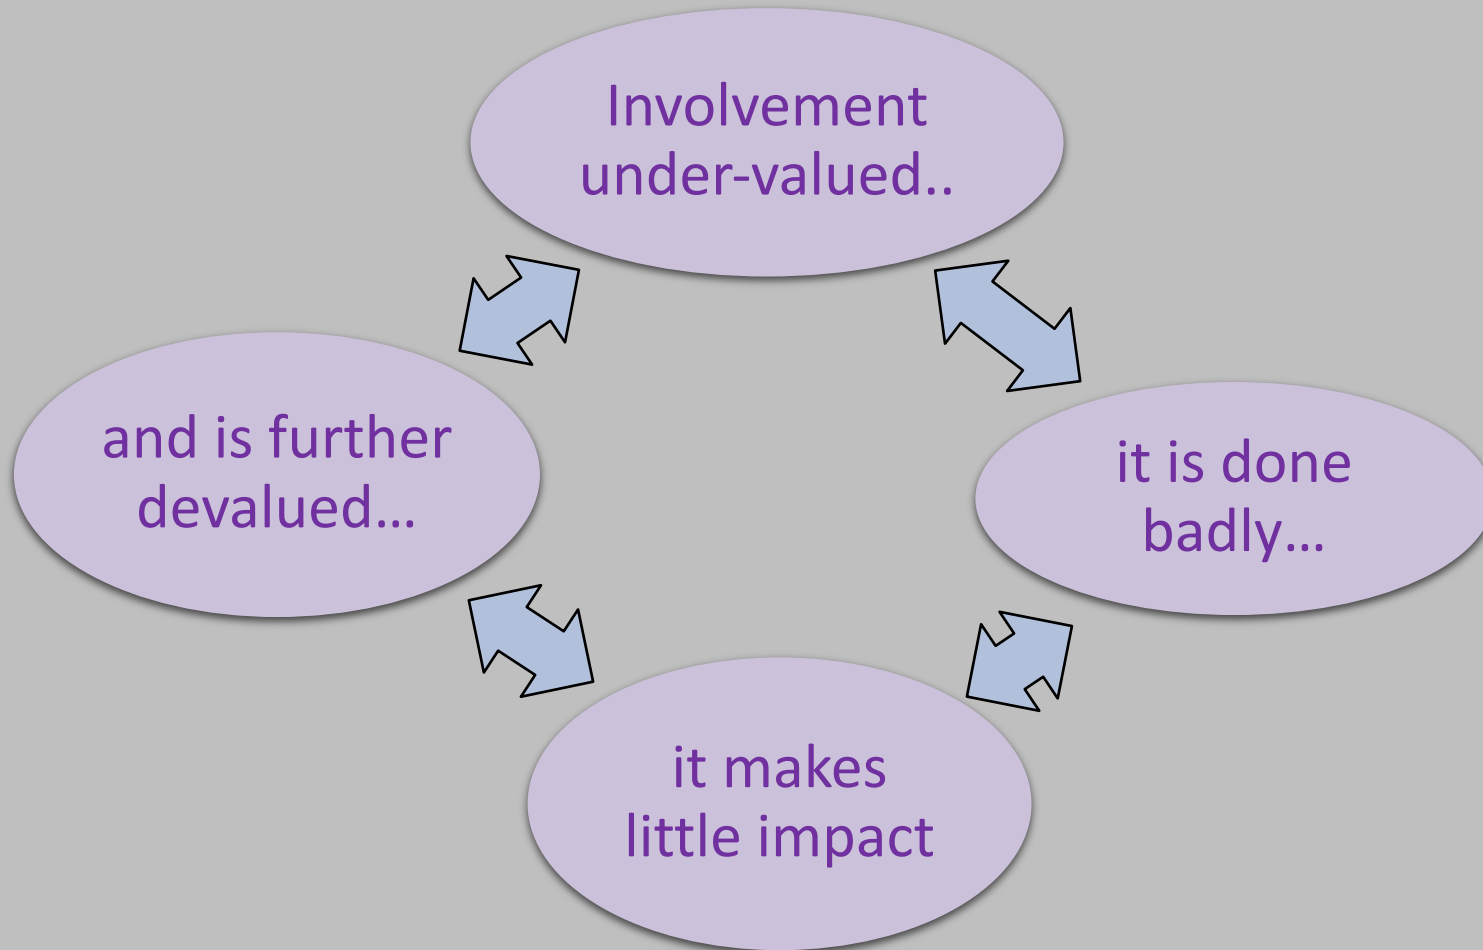 Involvement
under-valued..
it is done
badly...
it makes
little impact
and is further
devalued...